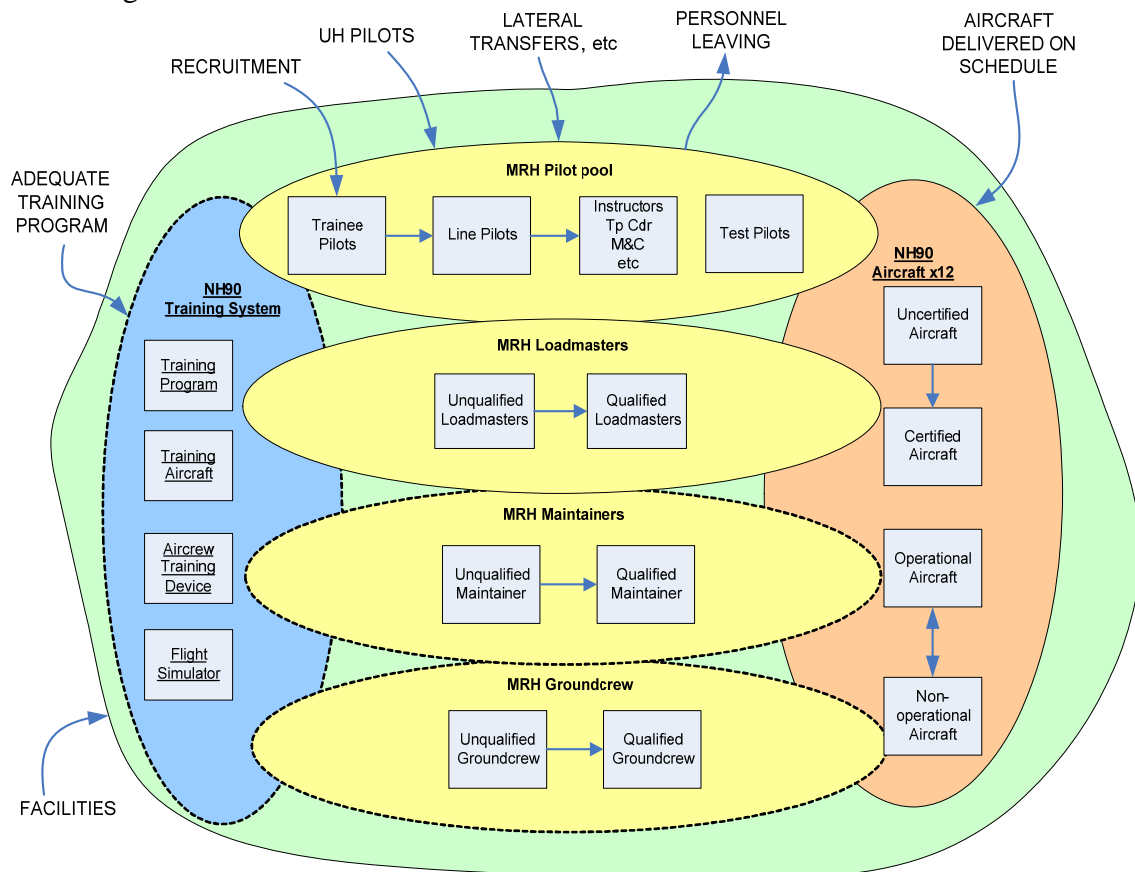 LATERAL
TRANSFERS, etc
PERSONNEL
LEAVING
AIRCRAFT
DELIVERED ON
SCHEDULE
UH PILOTS
RECRUITMENT
ADEQUATE
TRAINING
PROGRAM
MRH Pilot pool
Trainee
Pilots
Line Pilots
Instructors
Tp Cdr
M&C
etc
Test Pilots
NH90
Training System
Training
Program
Training
Aircraft
Aircrew
Training
Device
Flight
Simulator
NH90
Aircraft x12
Uncertified
Aircraft
Certified
Aircraft
Operational
Aircraft
Non-
operational
Aircraft
MRH Loadmasters
Unqualified
Loadmasters
Qualified
Loadmasters
MRH Maintainers
Unqualified
Maintainer
Qualified
Maintainer
MRH Groundcrew
Unqualified
Groundcrew
Qualified
Groundcrew
FACILITIES